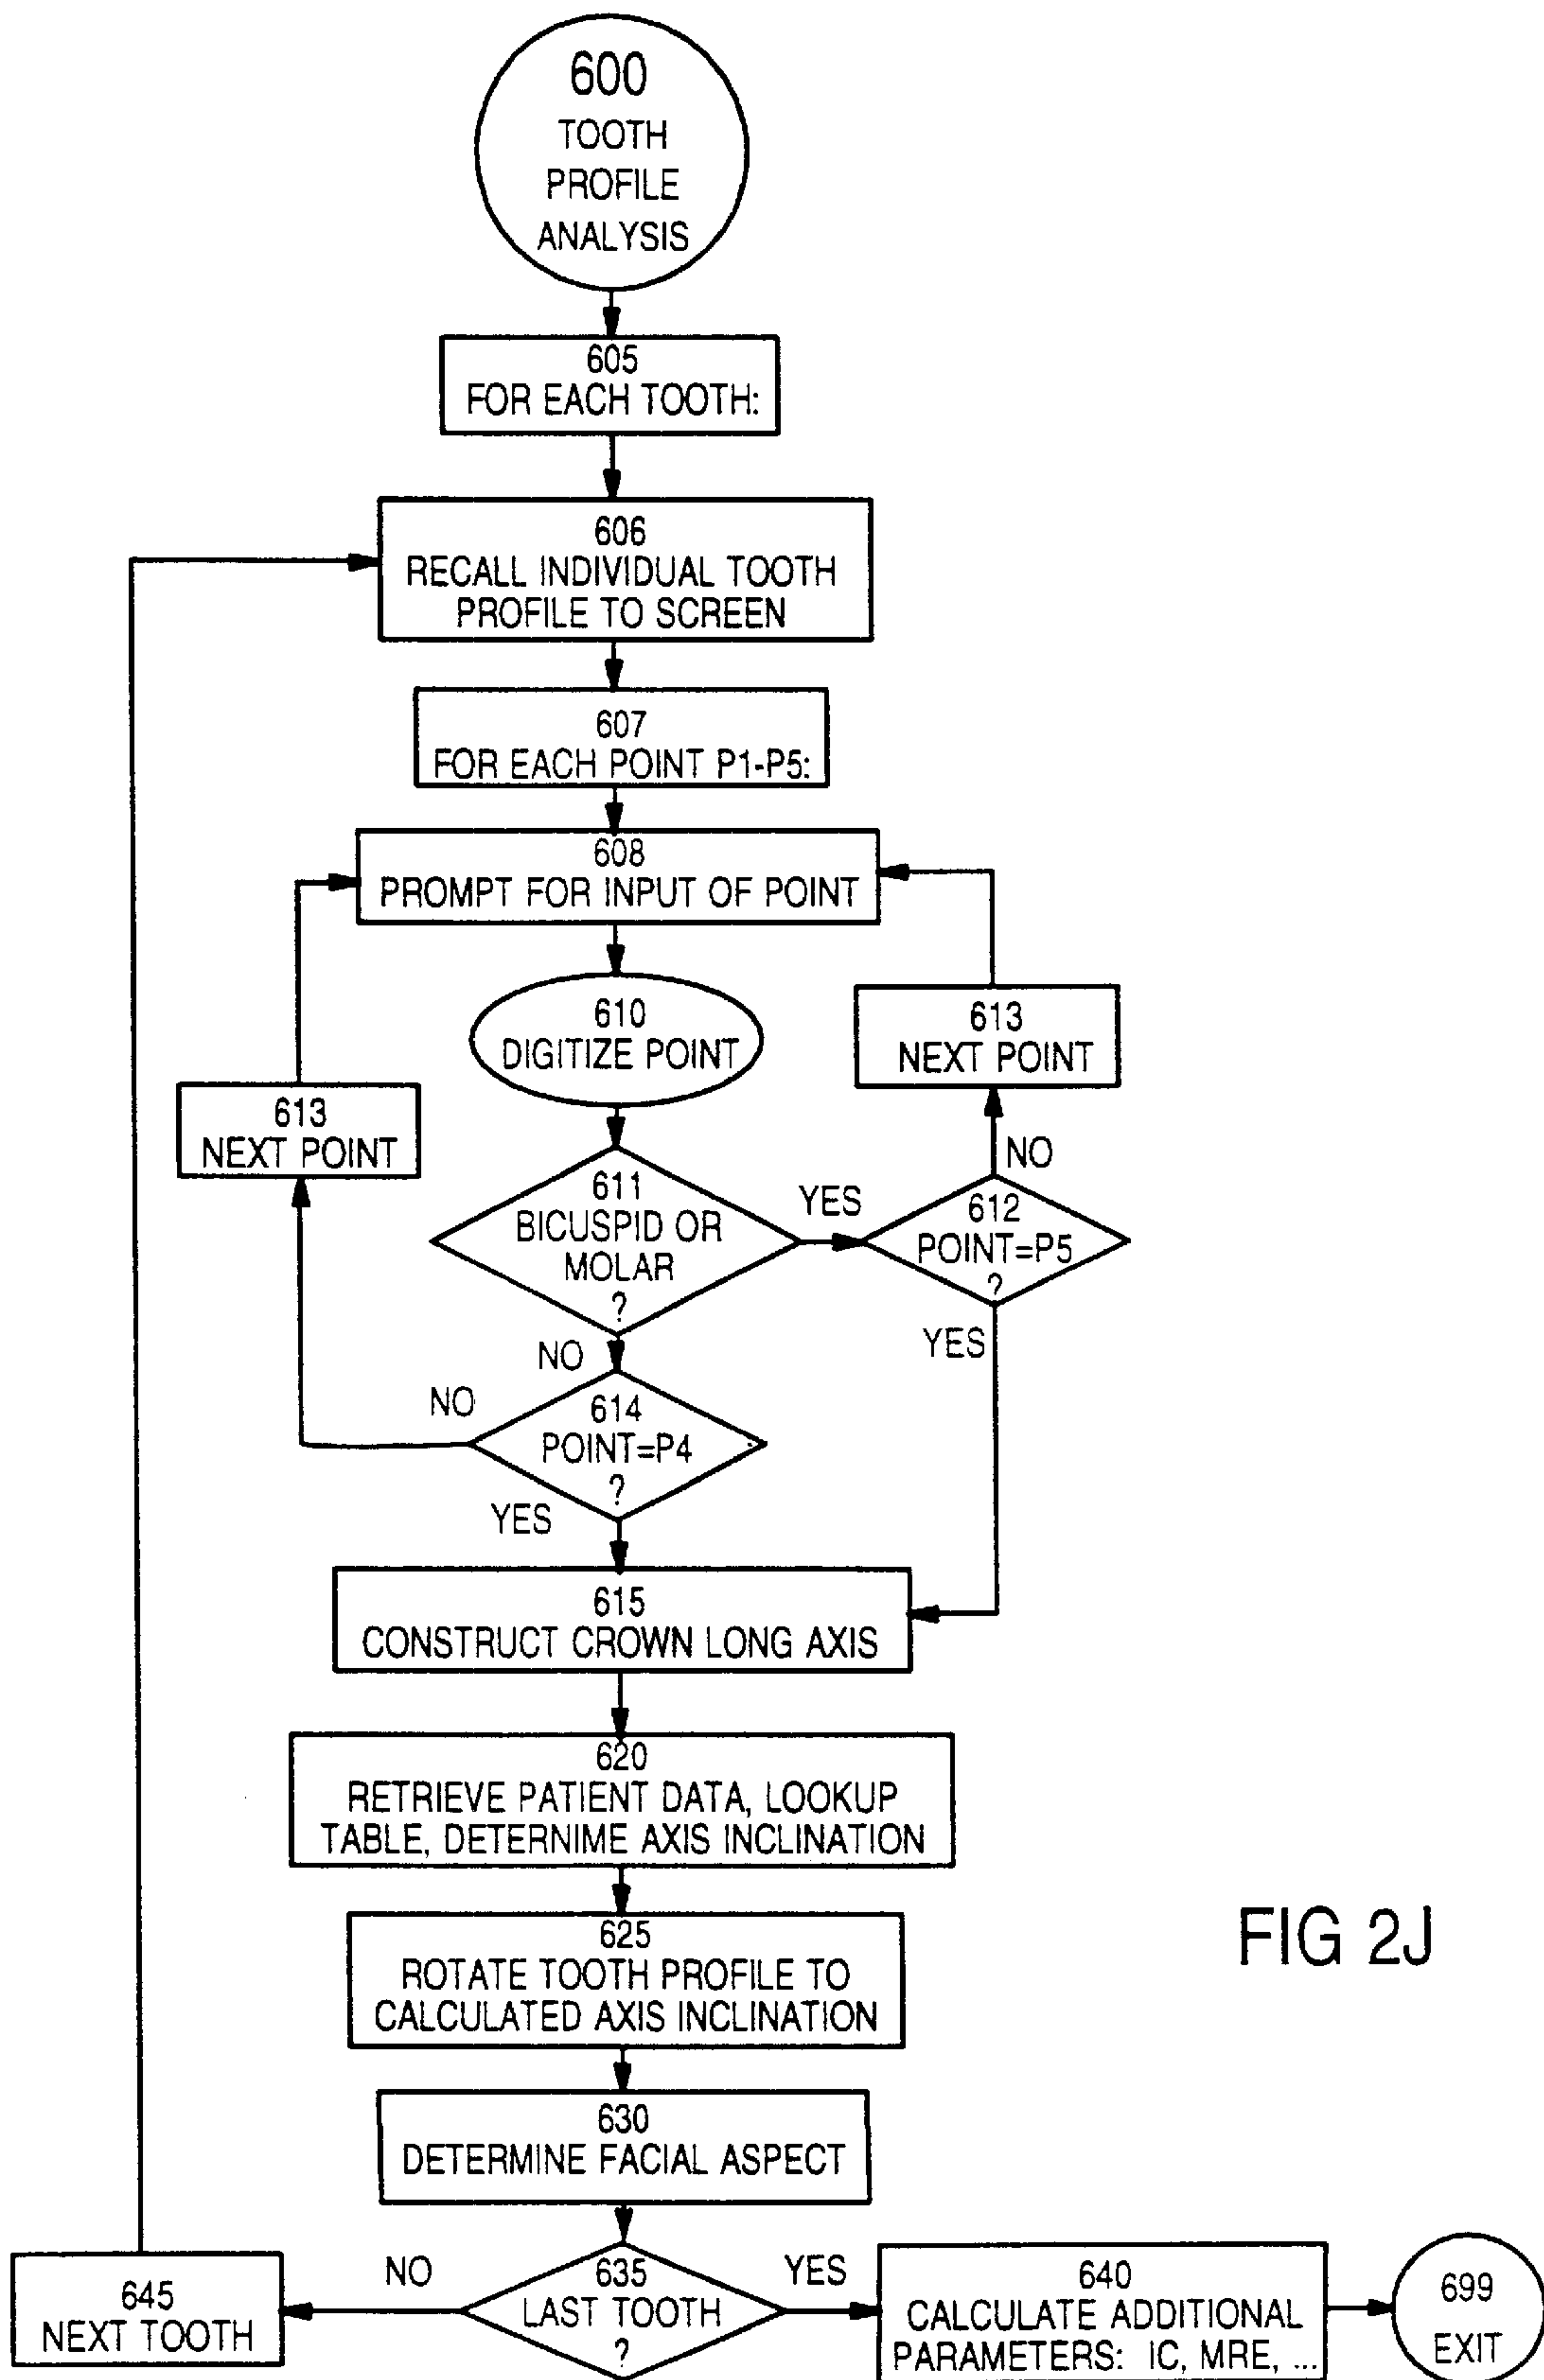 600
TOOTH
PROFILE
ANALYSIS
605
FOR EACH TOOTH:
606
RECALL INDIVIDUAL TOOTH
PROFILE TO SCREEN
607
FOR EACH POINT P1-P5:
608
PROMPT FOR INPUT OF POINT
610
DIGITIZE POINT
613
NEXT POINT
613
NEXT POINT
NO
611
BICUSPID OR
MOLAR
?
YES
612
POINT=P5
?
YES
NO
NO
614
POINT=P4
?
YES
615
CONSTRUCT CROWN LONG AXIS
620
RETRIEVE PATIENT DATA, LOOKUP
TABLE, DETERNIME AXIS INCLINATION
625
ROTATE TOOTH PROFILE TO
CALCULATED AXIS INCLINATION
FIG 2J
630
DETERMINE FACIAL ASPECT
635
LAST TOOTH
?
NO
645
NEXT TOOTH
YES
640
CALCULATE ADDITIONAL
PARAMETERS: IC, MRE, ...
699
EXIT